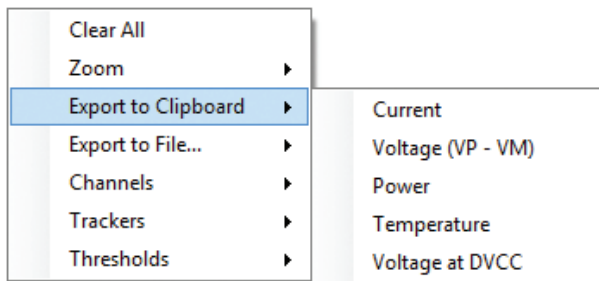 Clear All
Zoom
Export to Clipboard
Export to File...
Channels
Trackers
Thresholds
Current
Voltage (VP - VM)
Power
Temperature
Voltage at DVCC